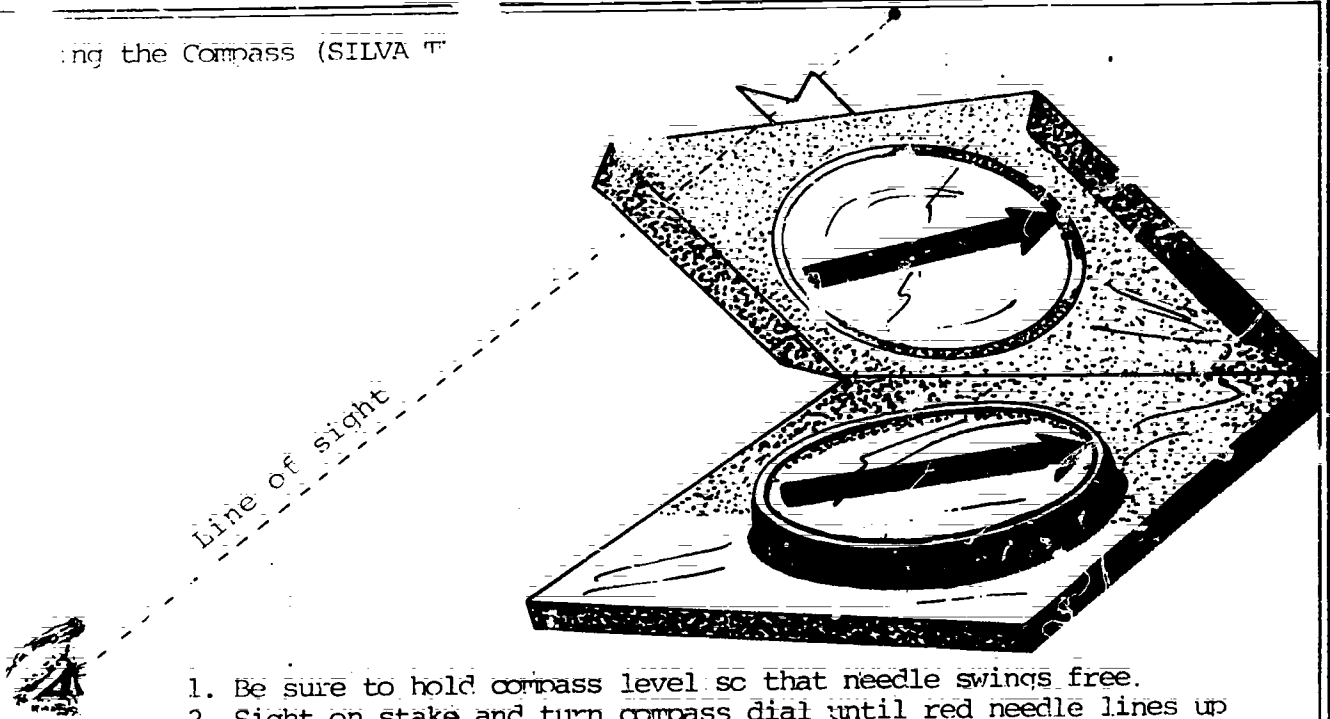 the Compass (SILVA
Line of sight
1. Be sure to hold compass level so that needle swings free.
2. Sight on stake and turn compass dial until red needle lines up